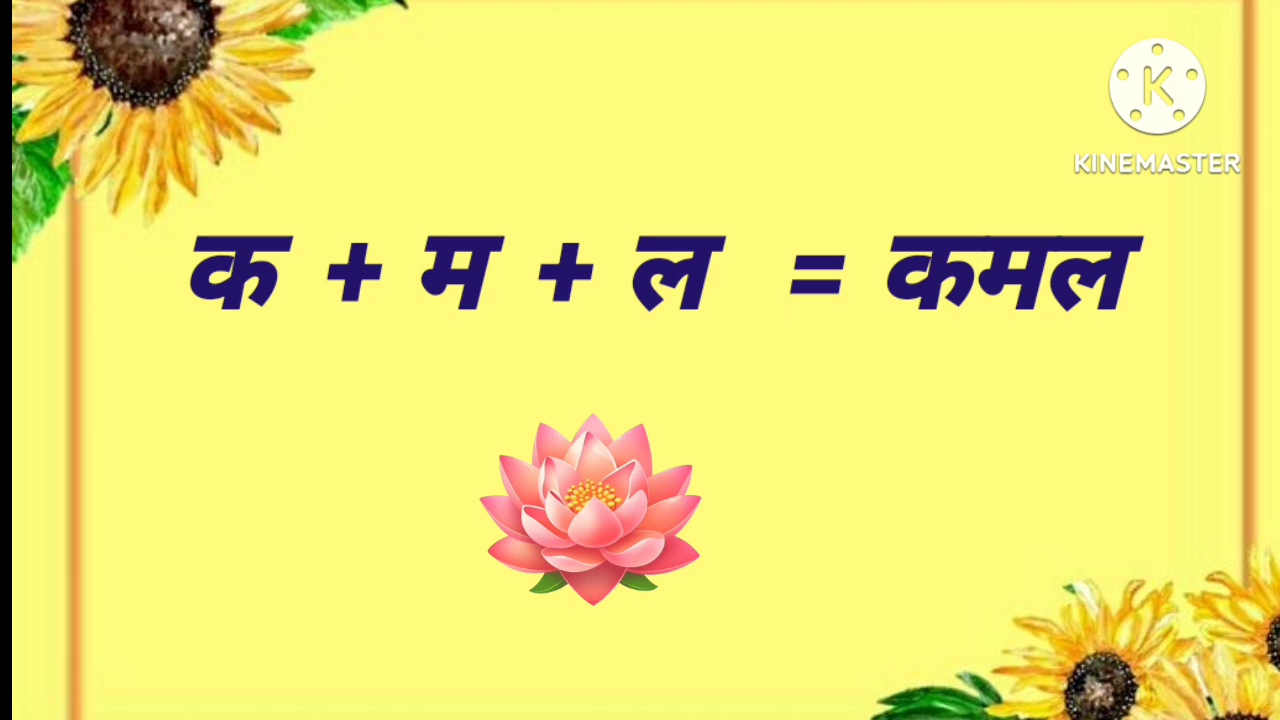 K
KINEMASTER
क + म + ल = कमल